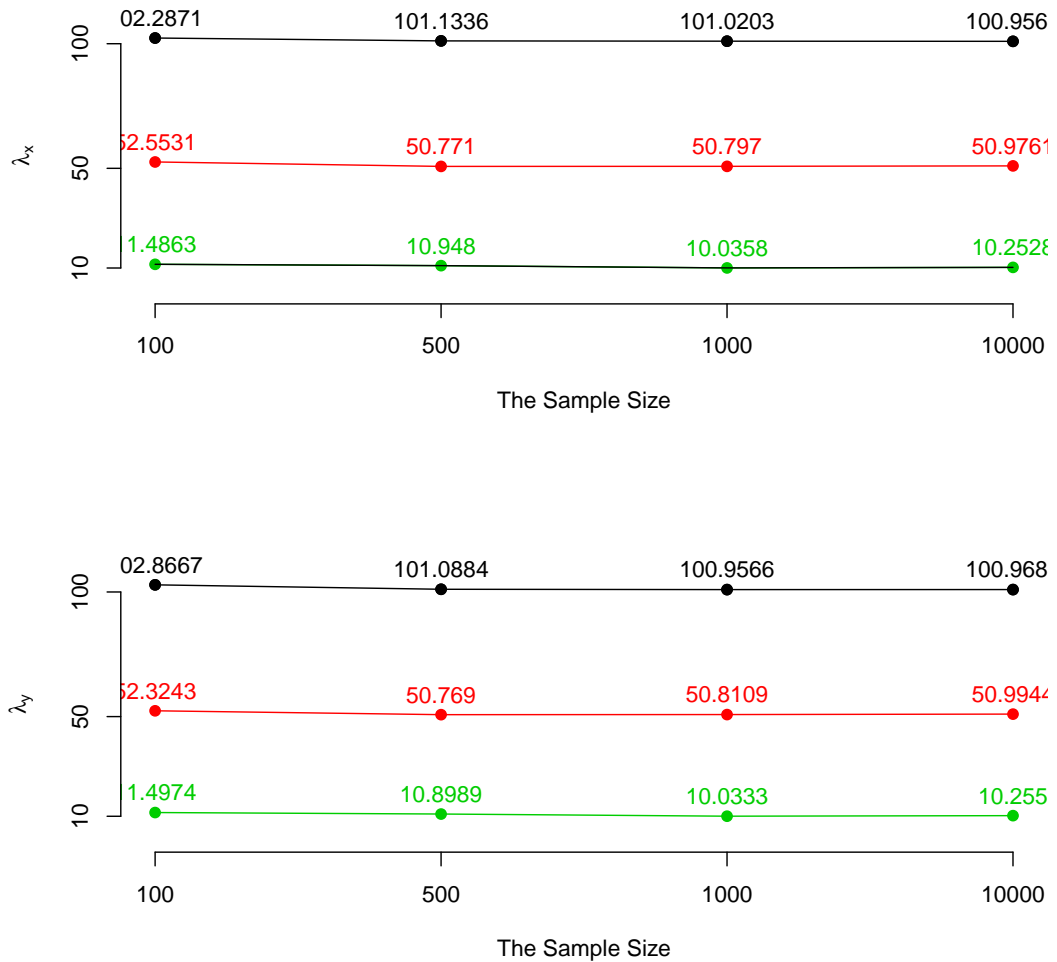 02.2871 101.1336 101.0203 100.956
100
52.5531 50.771 50.797 50.9761
50
λx
1.4863 10.948 10.0358 10.2528
10
100 500 1000 10000
The Sample Size
02.8667 101.0884 100.9566 100.968
100
52.3243 50.769 50.8109 50.9944
50
λy
1.4974 10.8989 10.0333 10.255
10
100 500 1000 10000
The Sample Size